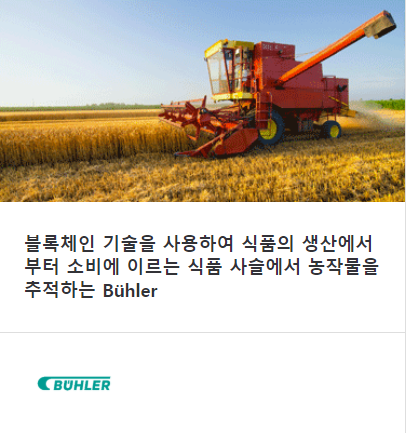 블록체인 기술을 사용하여 식품의 생산에서
부터 소비에 이르는 식품 사슬에서 농작물을
추적하는 Bühler
BÜHLER